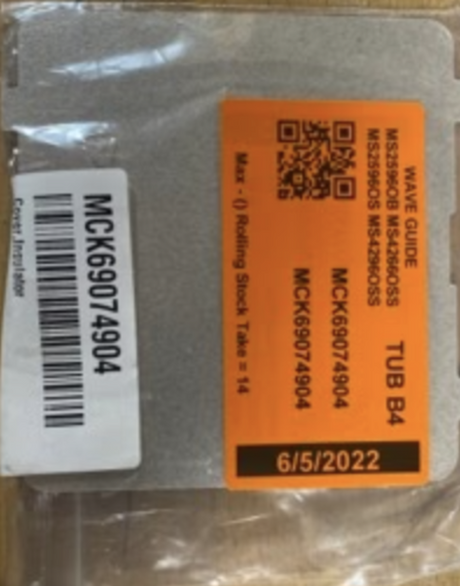 WAVE GUIDE
MS2596OB MS4266OSS
MS2596OS MS4296OSS
TUB B4
MCK69074904
MCK69074904
Max - () Rolling Stock Take = 14
6/5/2022
MCK69074904
Cover,Insulator